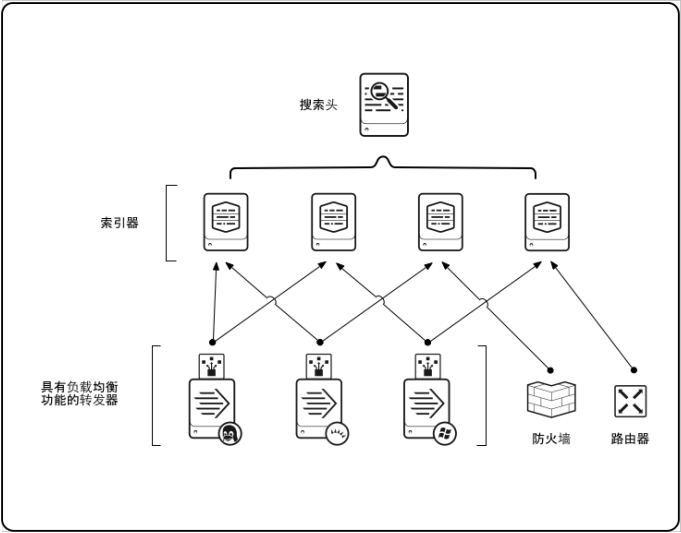 搜索头
索引器
具有负载均衡
功能的转发器
防火墙
路由器